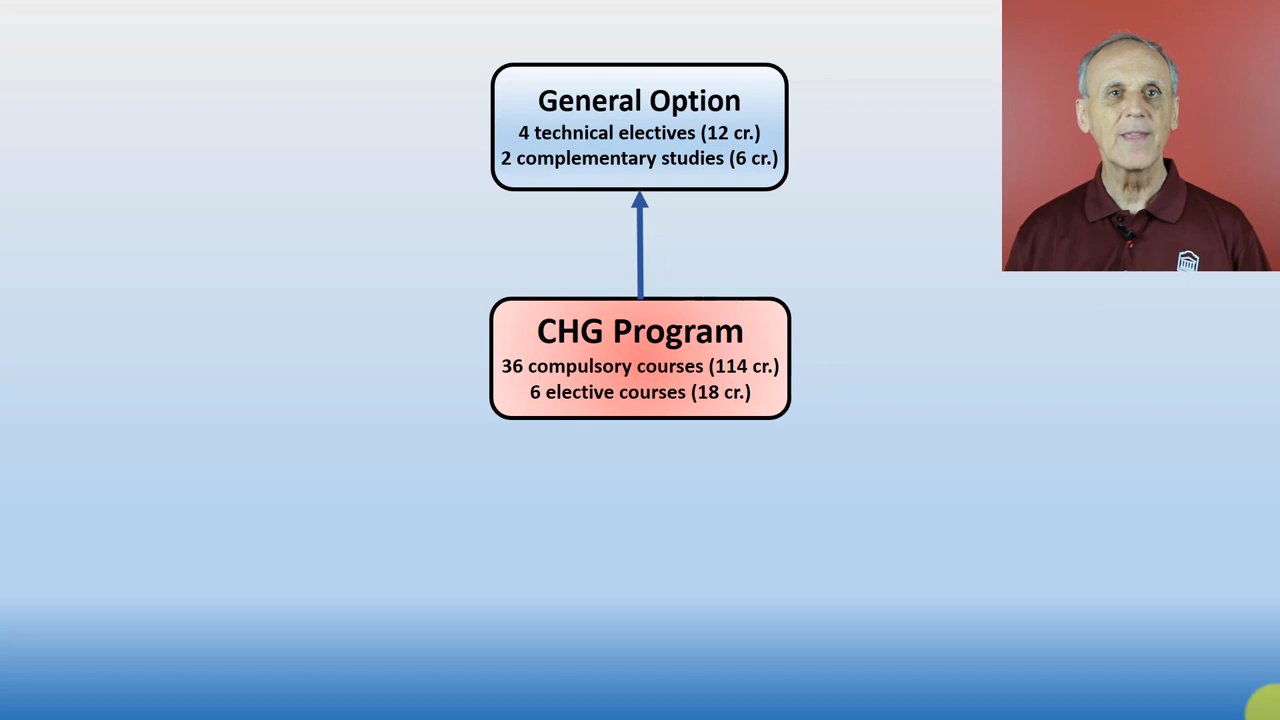 General Option
4 technical electives (12 cr.)
2 complementary studies (6 cr.)
CHG Program
36 compulsory courses (114 cr.)
6 elective courses (18 cr.)